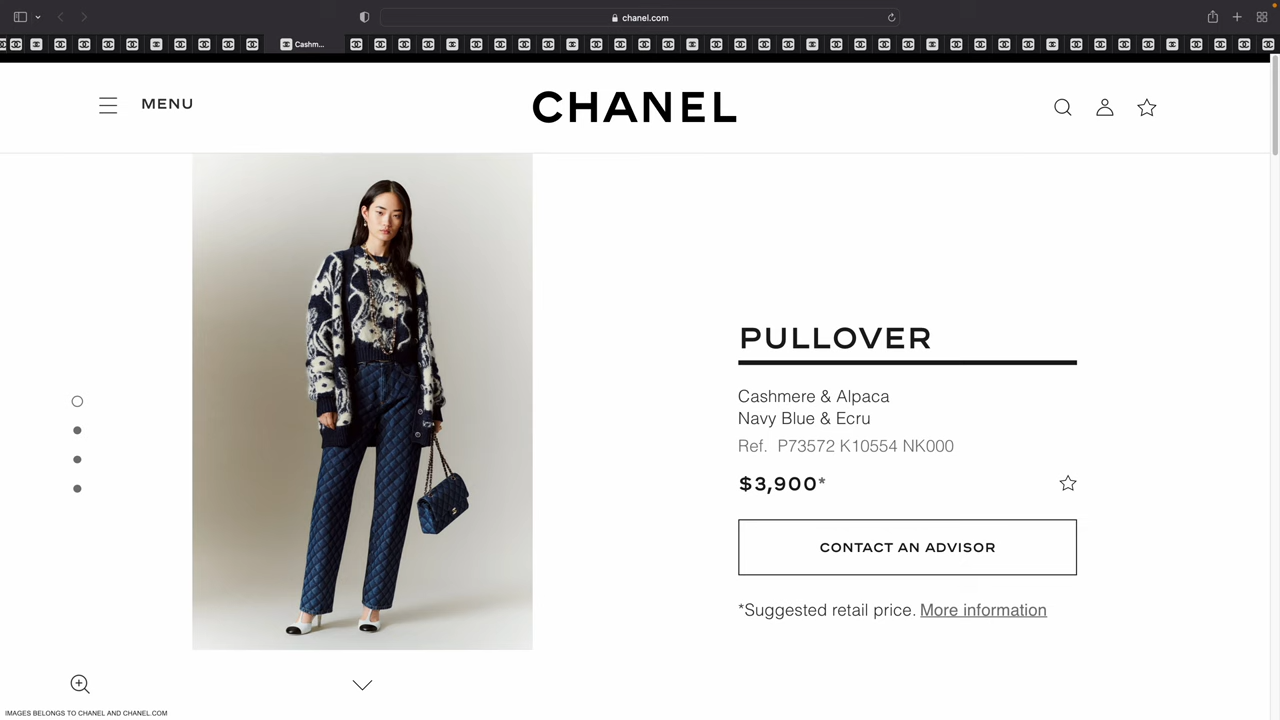 chanel.com
Cashm...
MENU
CHANEL
PULLOVER
Cashmere & Alpaca
Navy Blue & Ecru
Ref. P73572 K10554 NK000
$3,900*
CONTACT AN ADVISOR
*Suggested retail price. More information
IMAGES BELONGS TO CHANEL AND CHANEL.COM